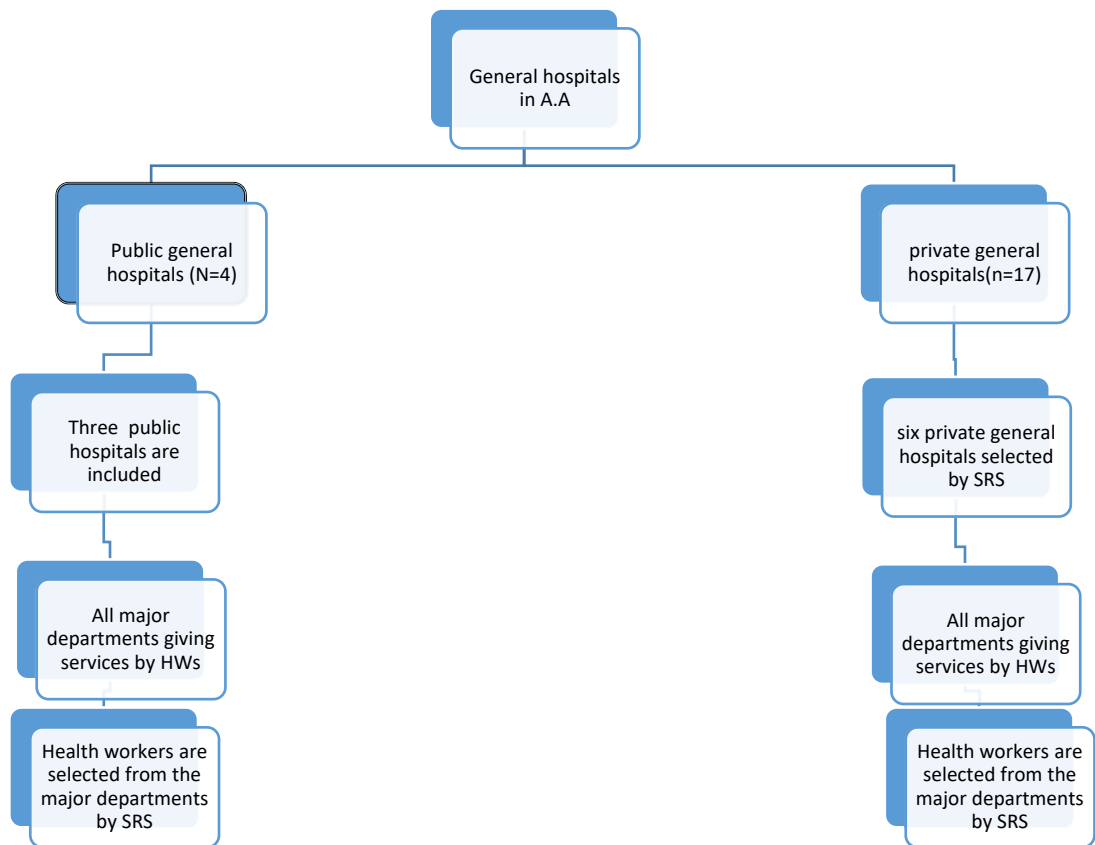 General hospitals
in A.A
Public general
hospitals (N=4)
private general
hospitals(n=17)
Three public
hospitals are
included
six private general
hospitals selected
by SRS
All major
departments giving
services by HWs
All major
departments giving
services by HWs
Health workers are
selected from the
major departments
by SRS
Health workers are
selected from the
major departments
by SRS